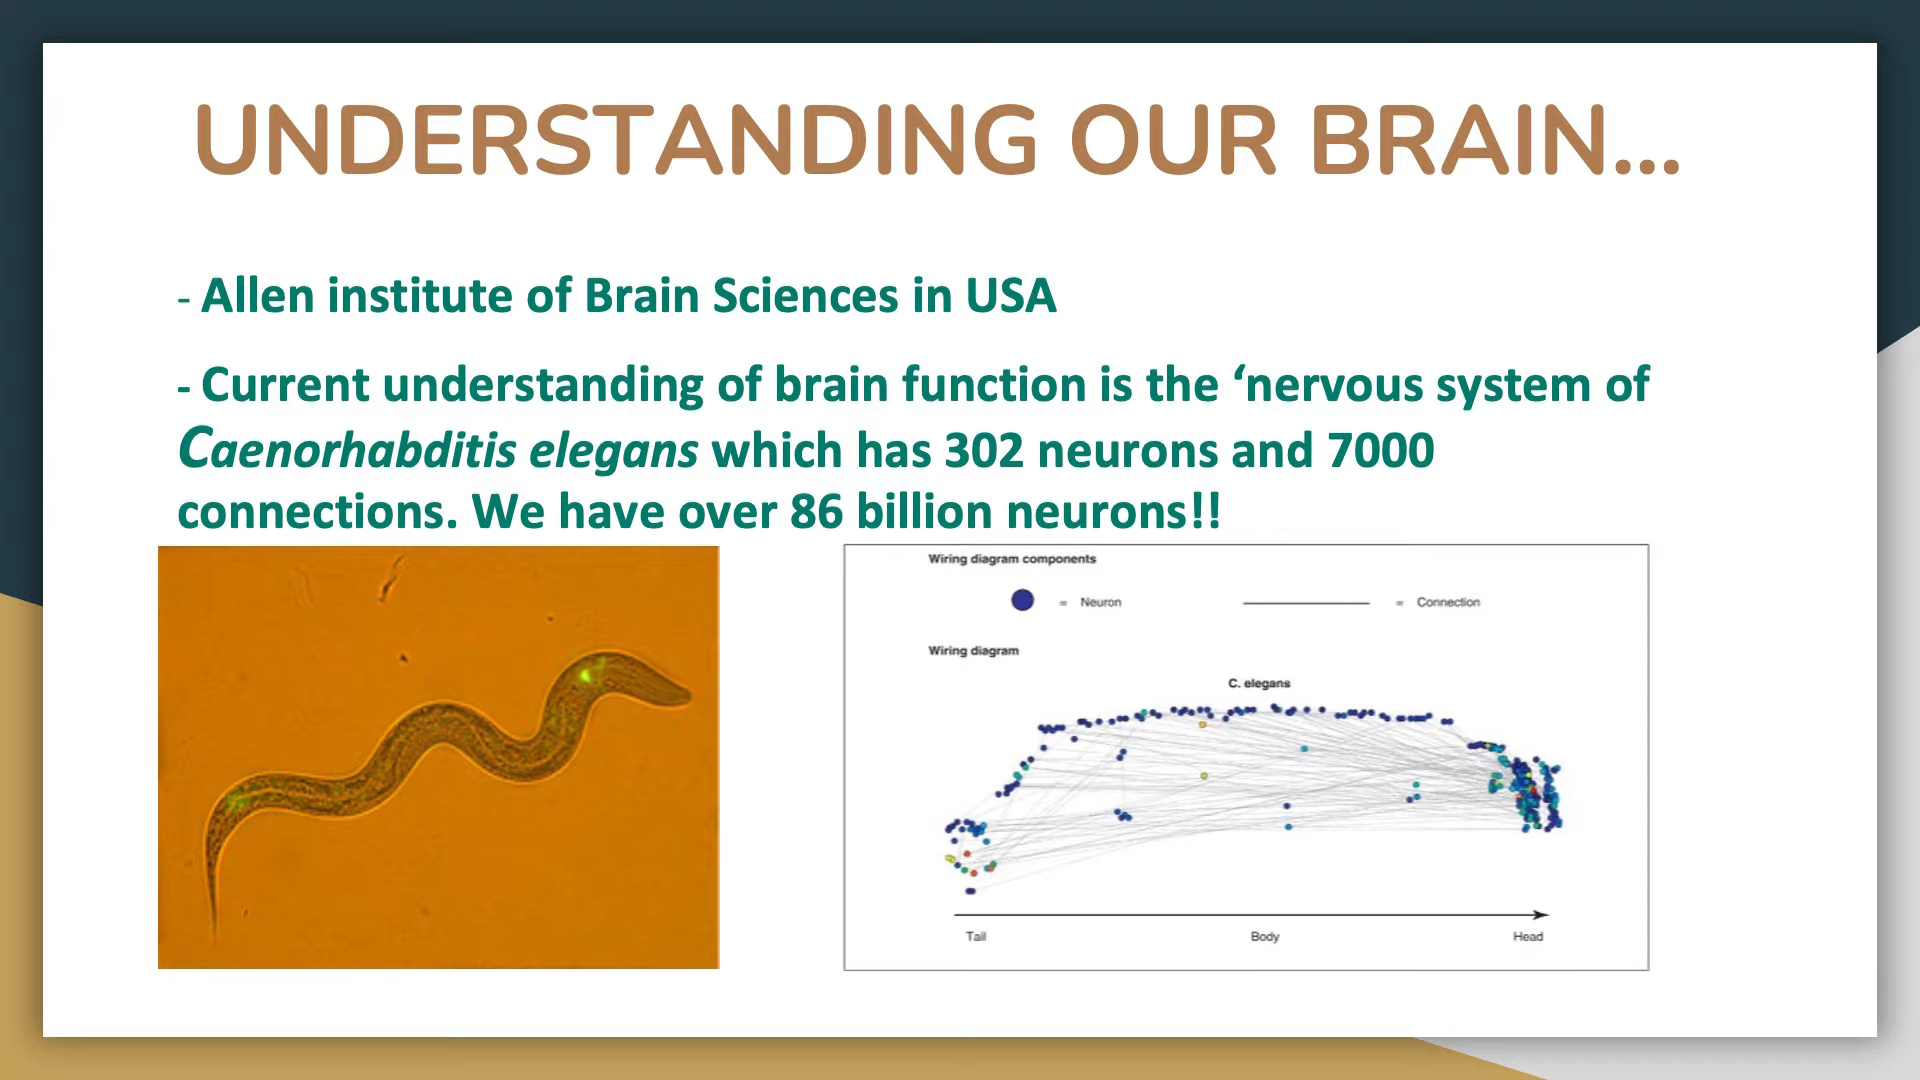 UNDERSTANDING OUR BRAIN...
- Allen institute of Brain Sciences in USA
- Current understanding of brain function is the ‘nervous system of
Caenorhabditis elegans which has 302 neurons and 7000
connections. We have over 86 billion neurons!!
Wiring diagram components
= Neuron
= Connection
Wiring diagram
C. elegans
Tail
Body
Head